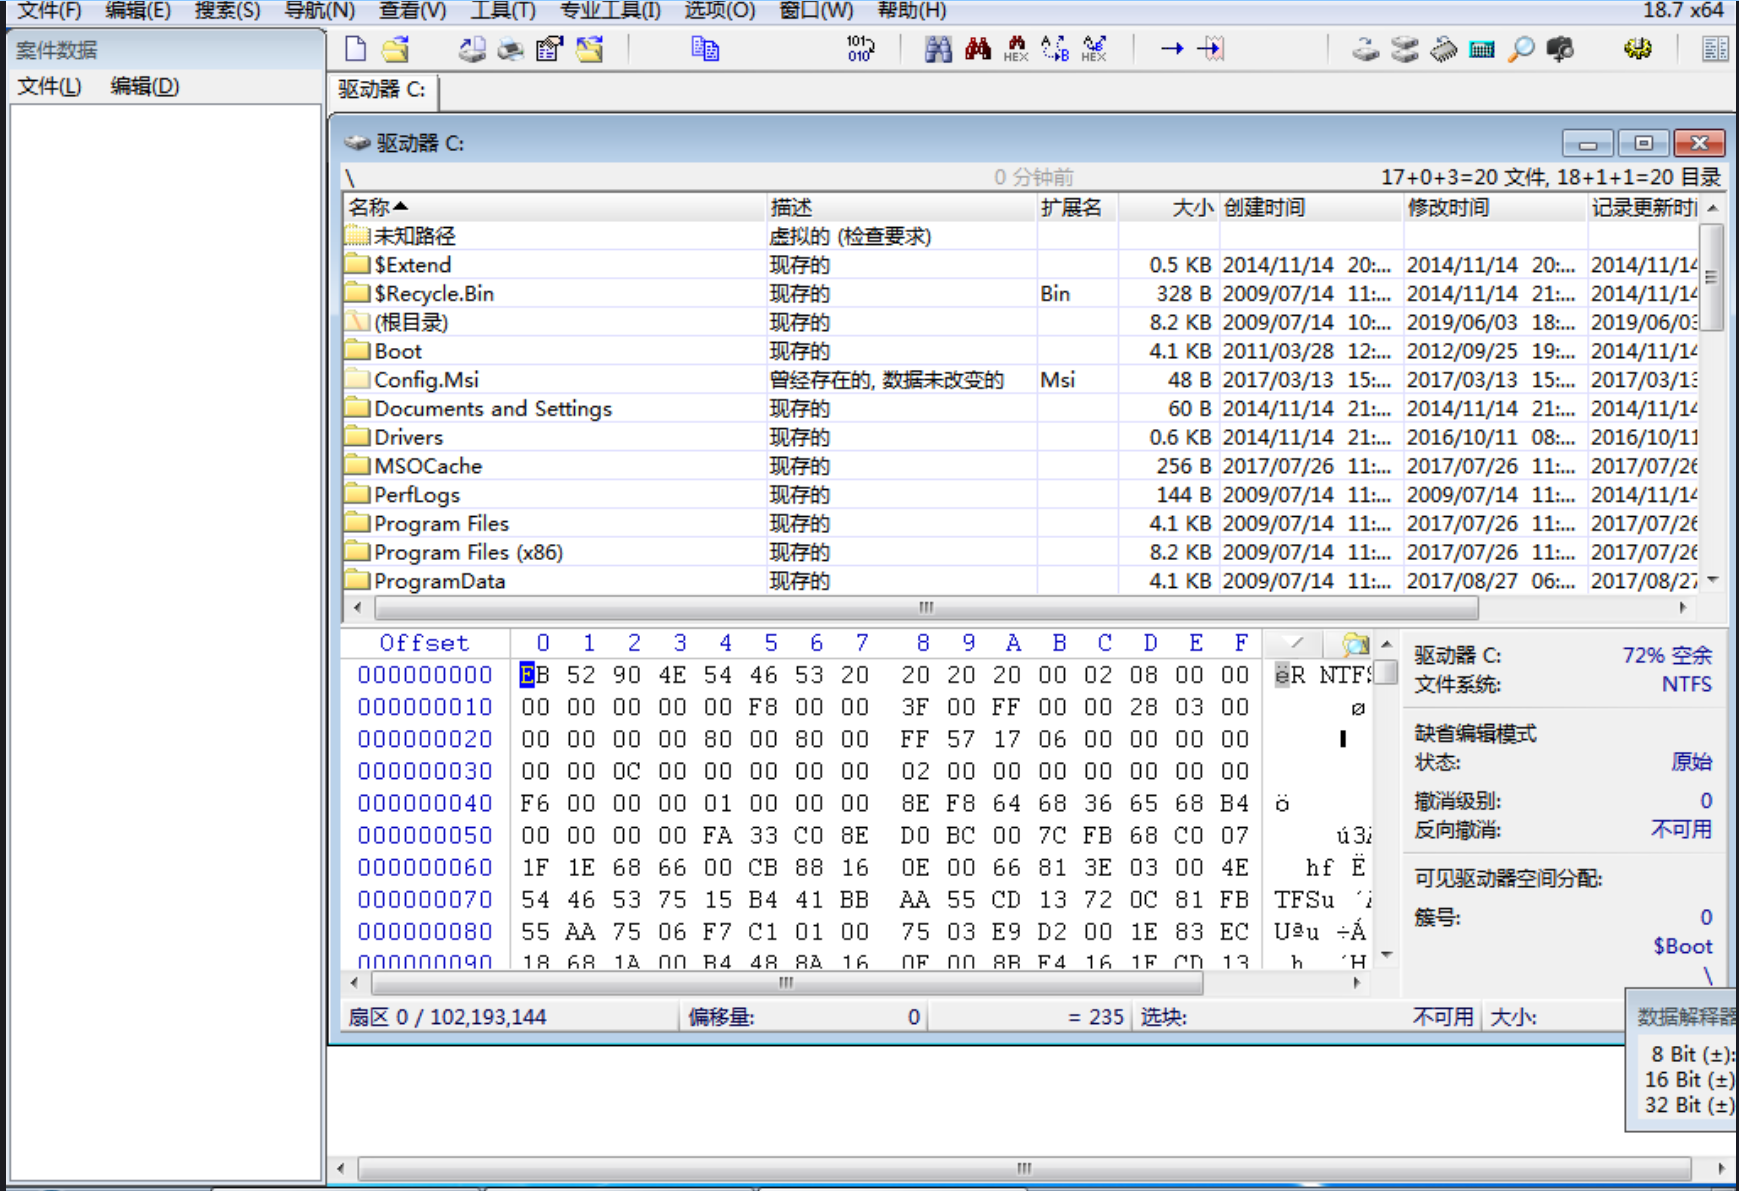 文件(F) 编辑(E) 搜索(S) 导航(N) 查看(V) 工具(T) 专业工具(I) 选项(O) 窗口(W) 帮助(H) 18.7 x64
案件数据
文件(L) 编辑(D)
驱动器 C:
驱动器 C:
\ 0 分钟前 17+0+3=20 文件, 18+1+1=20 目录
名称 描述 扩展名 大小 创建时间 修改时间 记录更新时
未知路径 虚拟的 (检查要求)
$Extend 现存的 0.5 KB 2014/11/14 20:... 2014/11/14 20:... 2014/11/14
$Recycle.Bin 现存的 Bin 328 B 2009/07/14 11:... 2014/11/14 21:... 2014/11/14
(根目录) 现存的 8.2 KB 2009/07/14 10:... 2019/06/03 18:... 2019/06/03
Boot 现存的 4.1 KB 2011/03/28 12:... 2012/09/25 19:... 2014/11/14
Config.Msi 曾经存在的, 数据未改变的 Msi 48 B 2017/03/13 15:... 2017/03/13 15:... 2017/03/13
Documents and Settings 现存的 60 B 2014/11/14 21:... 2014/11/14 21:... 2014/11/14
Drivers 现存的 0.6 KB 2014/11/14 21:... 2016/10/11 08:... 2016/10/11
MSOCache 现存的 256 B 2017/07/26 11:... 2017/07/26 11:... 2017/07/26
PerfLogs 现存的 144 B 2009/07/14 11:... 2009/07/14 11:... 2014/11/14
Program Files 现存的 4.1 KB 2009/07/14 11:... 2017/07/26 11:... 2017/07/26
Program Files (x86) 现存的 8.2 KB 2009/07/14 11:... 2017/07/26 11:... 2017/07/26
ProgramData 现存的 4.1 KB 2009/07/14 11:... 2017/08/27 06:... 2017/08/27
Offset 0 1 2 3 4 5 6 7 8 9 A B C D E F
000000000 EB 52 90 4E 54 46 53 20 20 20 20 00 02 08 00 00 ëR NTFS
000000010 00 00 00 00 00 F8 00 00 3F 00 FF 00 00 28 03 00 ø
000000020 00 00 00 00 80 00 80 00 FF 57 17 06 00 00 00 00
000000030 00 00 0C 00 00 00 00 00 02 00 00 00 00 00 00 00
000000040 F6 00 00 00 01 00 00 00 8E F8 64 68 36 65 68 B4 ö
000000050 00 00 00 00 FA 33 C0 8E D0 BC 00 7C FB 68 C0 07 ú3
000000060 1F 1E 68 66 00 CB 88 16 0E 00 66 81 3E 03 00 4E hf Ë
000000070 54 46 53 75 15 B4 41 BB AA 55 CD 13 72 0C 81 FB TFSu ´
000000080 55 AA 75 06 F7 C1 01 00 75 03 E9 D2 00 1E 83 EC Uªu ÷Á
000000090 18 68 1A 00 B4 48 8A 16 0E 00 8B F4 16 1F CD 13 h ´H
驱动器 C: 72% 空余
文件系统: NTFS
缺省编辑模式
状态: 原始
撤消级别: 0
反向撤消: 不可用
可见驱动器空间分配:
簇号: 0
$Boot
\
扇区 0 / 102,193,144 偏移量: 0 = 235 选块: 不可用 大小:
数据解释器
8 Bit (±):
16 Bit (±)
32 Bit (±)